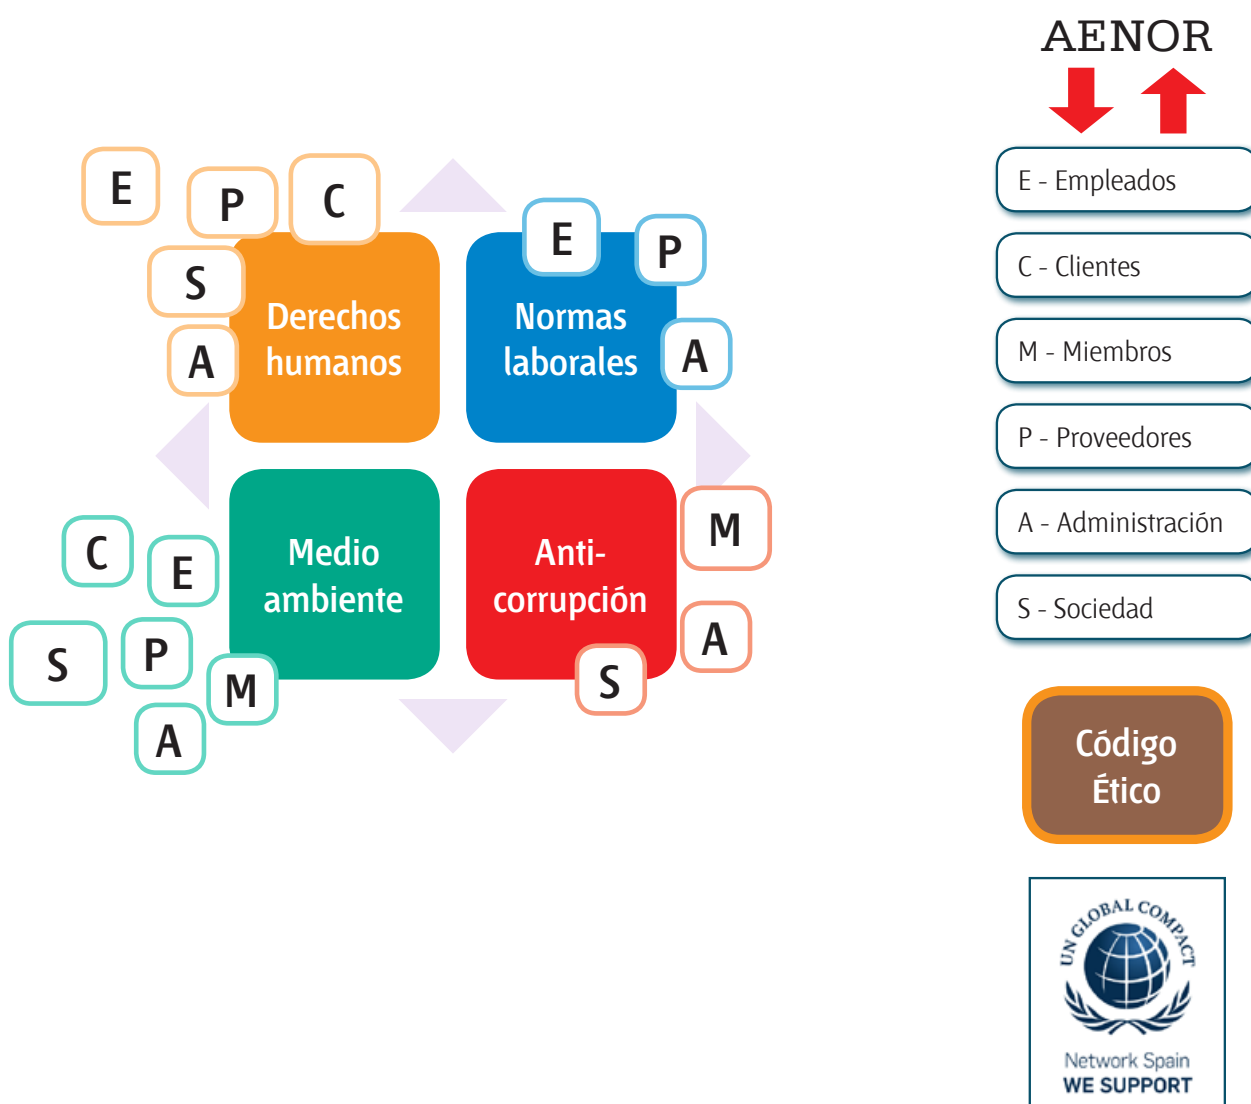 AENOR
E
P
C
S
A
Derechos
humanos
E
P
A
Normas
laborales
C
E
S
P
M
A
Medio
ambiente
M
A
S
Anti-
corrupción
E - Empleados
C - Clientes
M - Miembros
P - Proveedores
A - Administración
S - Sociedad
Código
Ético
UN GLOBAL COMPACT
Network Spain
WE SUPPORT